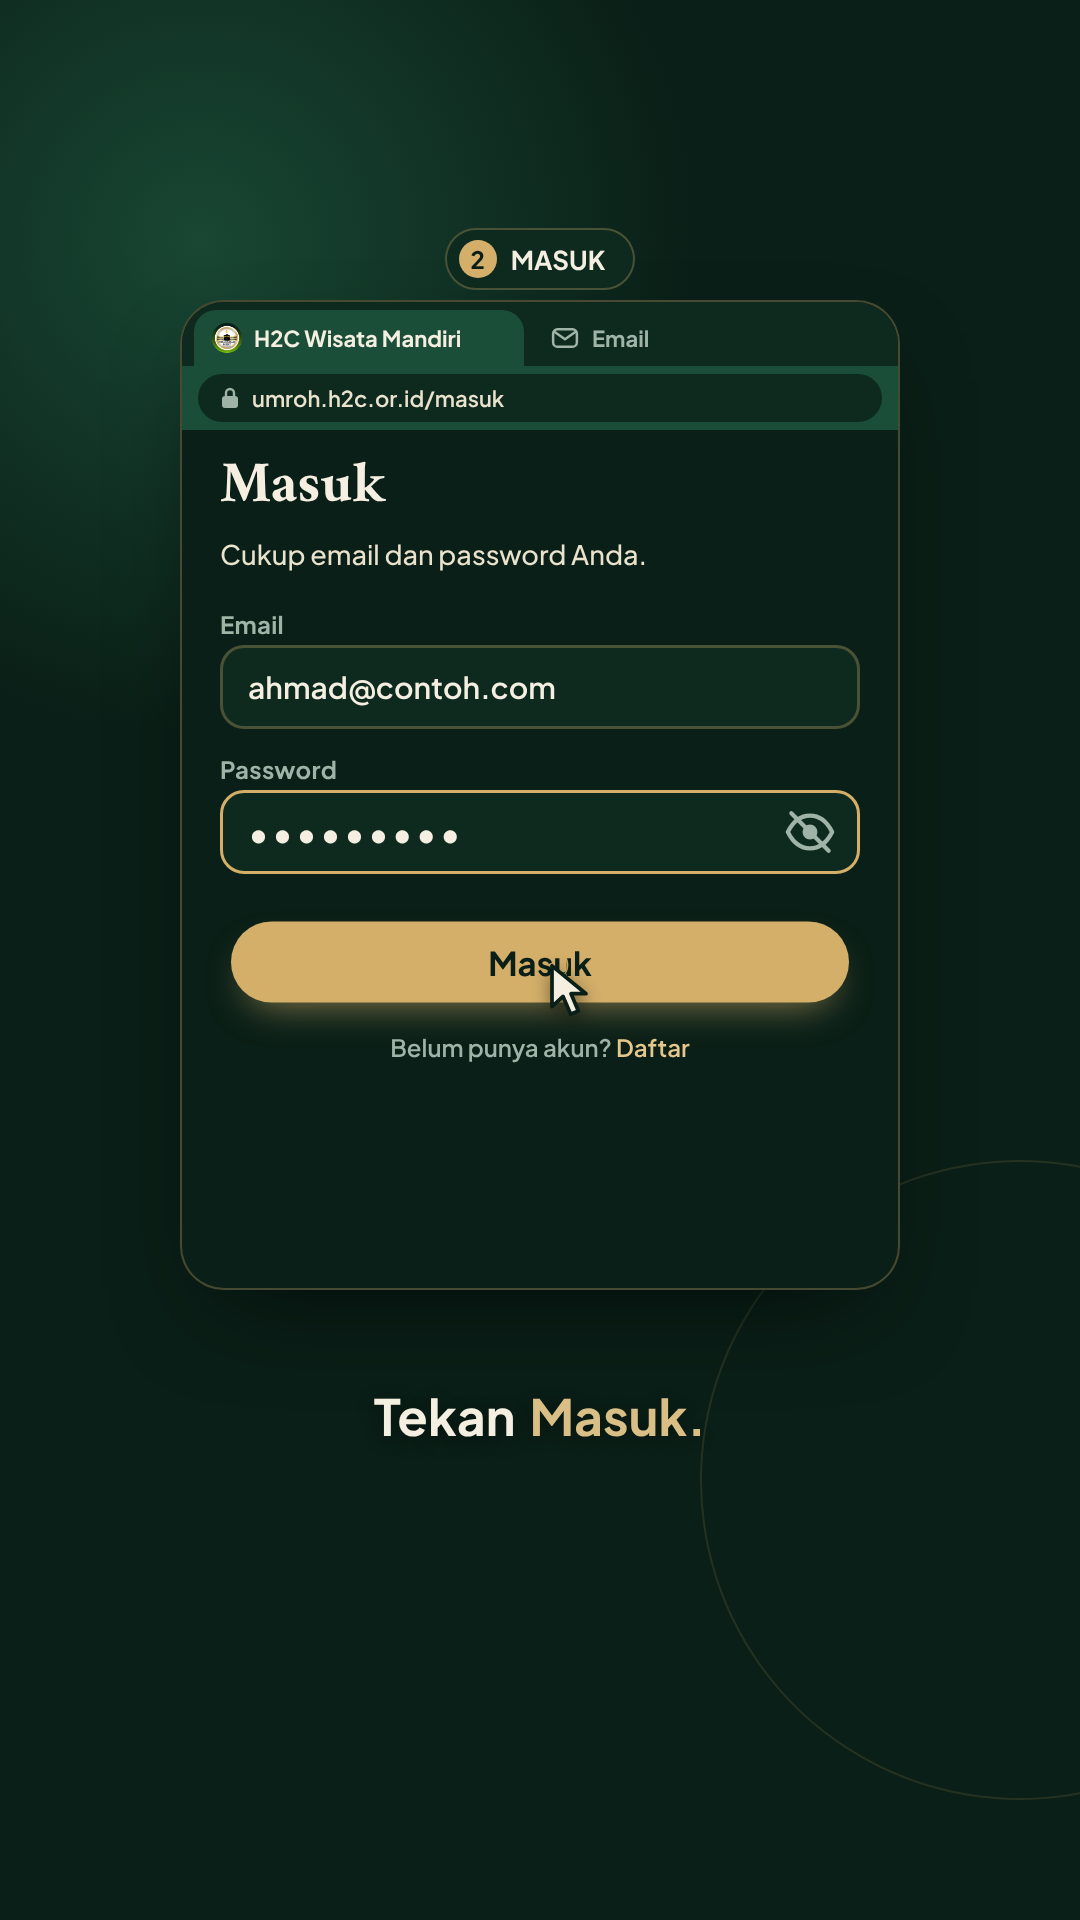 2 MASUK
H2C Wisata Mandiri
Email
umroh.h2c.or.id/masuk
Masuk
Cukup email dan password Anda.
Email
ahmad@contoh.com
Password
●●●●●●●●●
Masuk
Belum punya akun? Daftar
Tekan Masuk.